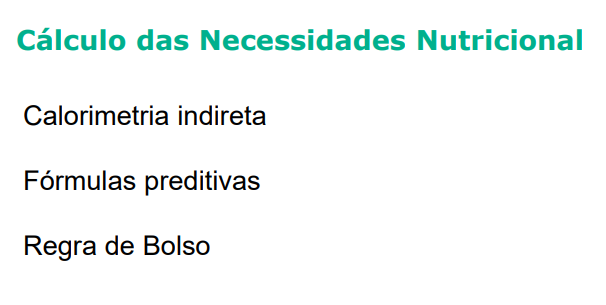 Cálculo das Necessidades Nutricional
Calorimetria indireta
Fórmulas preditivas
Regra de Bolso